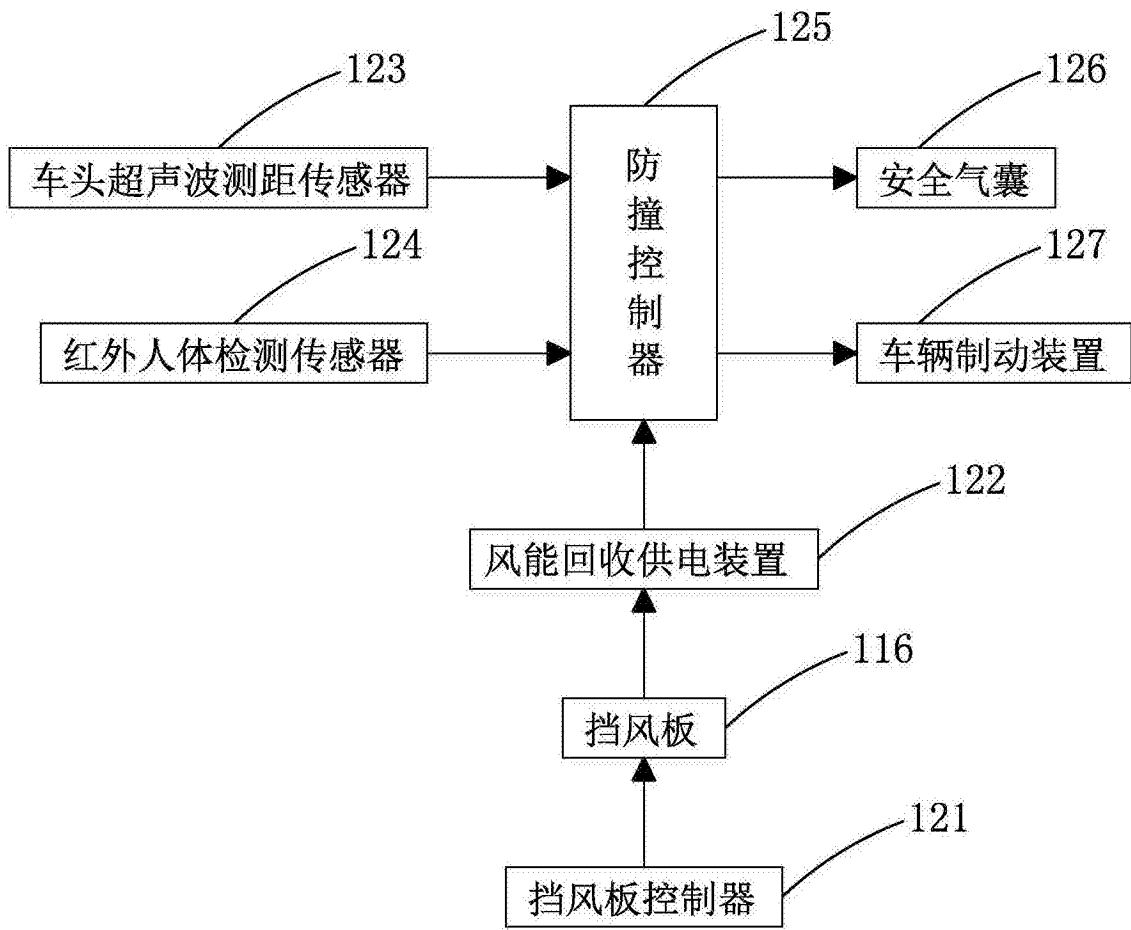 125
123
126
车头超声波测距传感器
防撞控制器
安全气囊
124
127
红外人体检测传感器
车辆制动装置
122
风能回收供电装置
116
挡风板
121
挡风板控制器